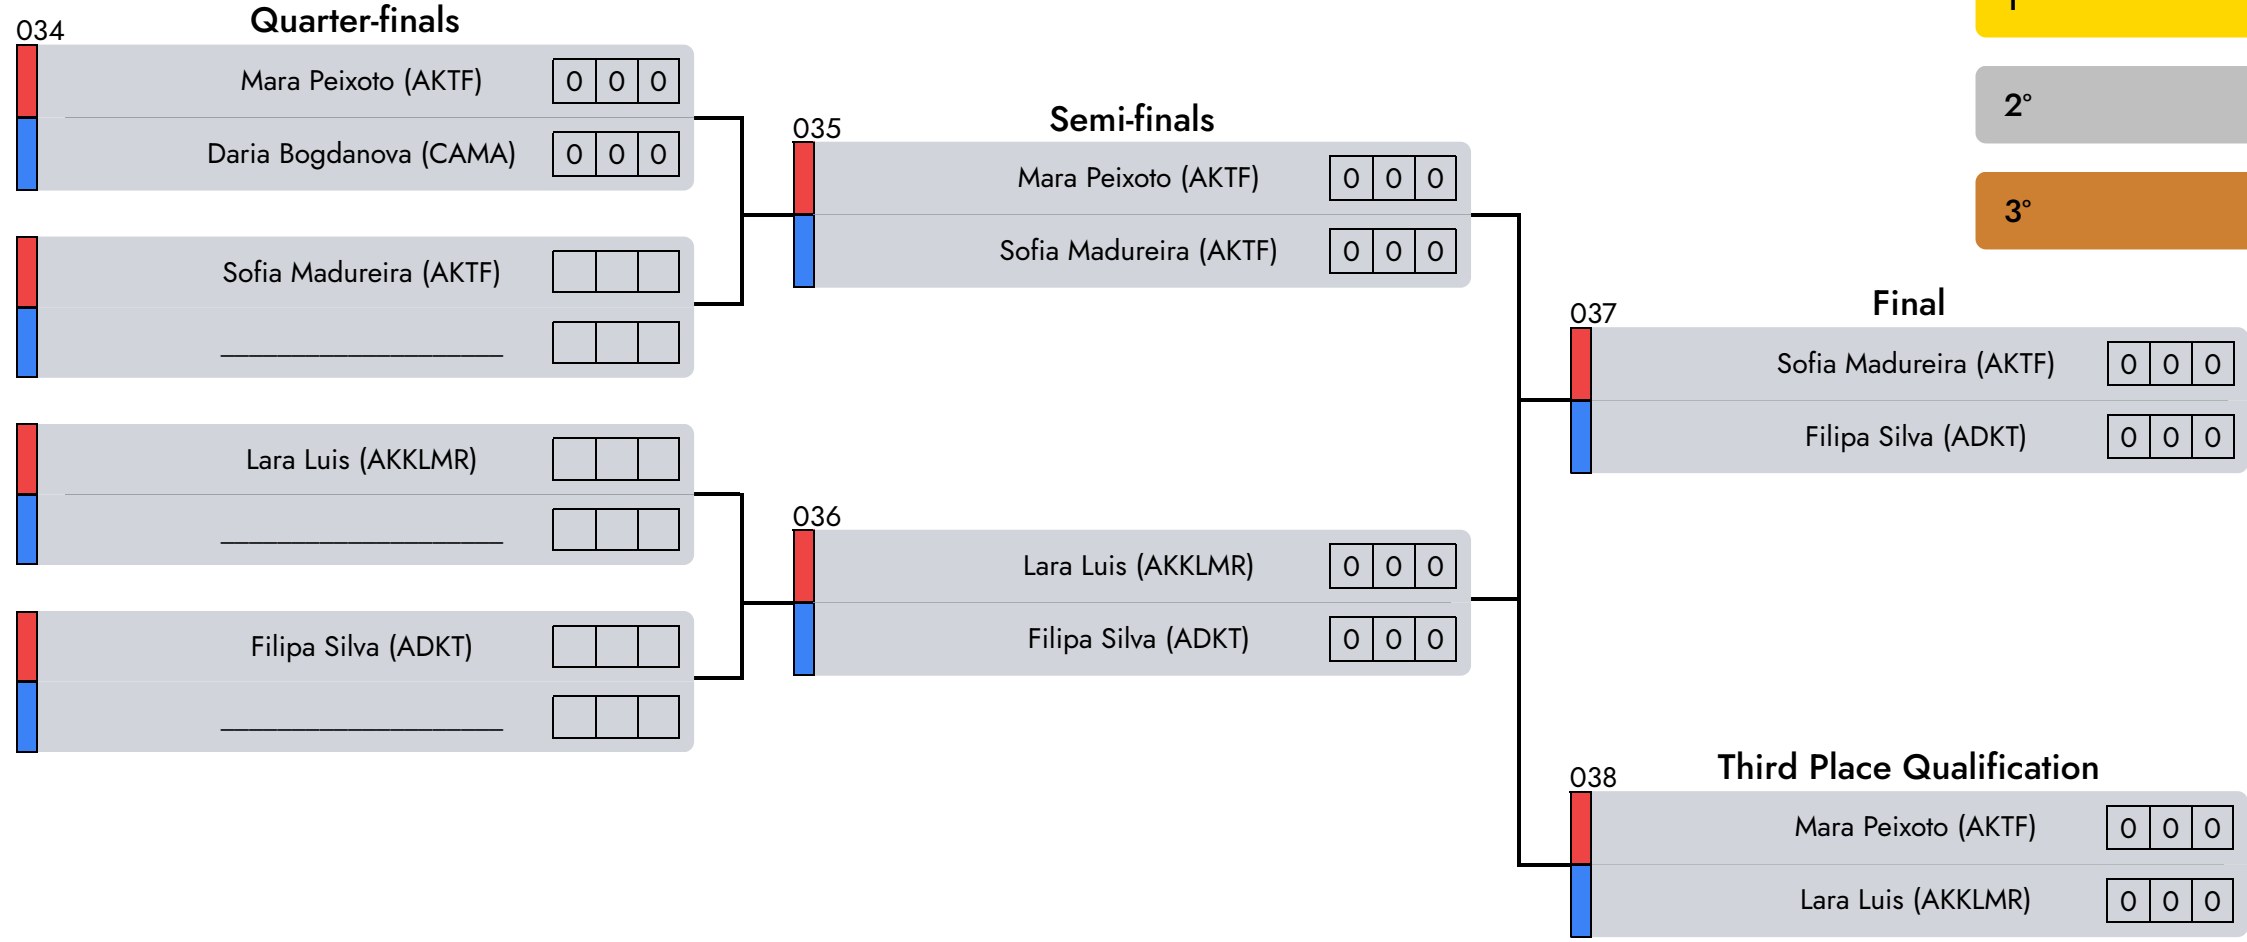 Quarter-finals
034
Mara Peixoto (AKTF) 0 0 0
Daria Bogdanova (CAMA) 0 0 0
Sofia Madureira (AKTF)
____________________
Lara Luis (AKKLMR)
____________________
Filipa Silva (ADKT)
____________________
Semi-finals
035
Mara Peixoto (AKTF) 0 0 0
Sofia Madureira (AKTF) 0 0 0
036
Lara Luis (AKKLMR) 0 0 0
Filipa Silva (ADKT) 0 0 0
2°
3°
Final
037
Sofia Madureira (AKTF) 0 0 0
Filipa Silva (ADKT) 0 0 0
Third Place Qualification
038
Mara Peixoto (AKTF) 0 0 0
Lara Luis (AKKLMR) 0 0 0